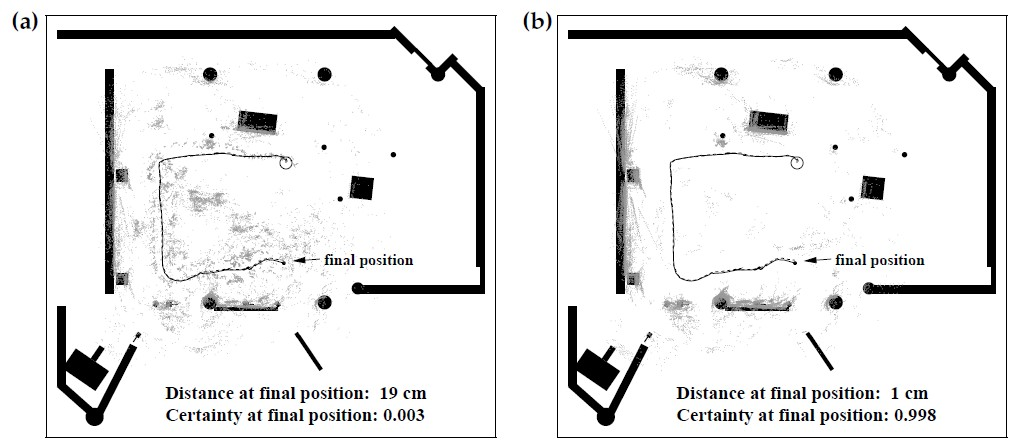 (a)
final position
Distance at final position: 19 cm
Certainty at final position: 0.003
(b)
final position
Distance at final position: 1 cm
Certainty at final position: 0.998